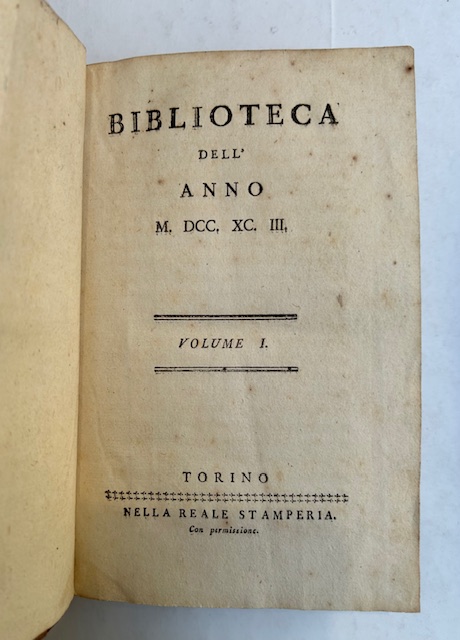 BIBLIOTECA
DELL'
ANNO
M. DCC. XC. III.
VOLUME I.
TORINO
NELLA REALE STAMPERIA.
Con permissione.